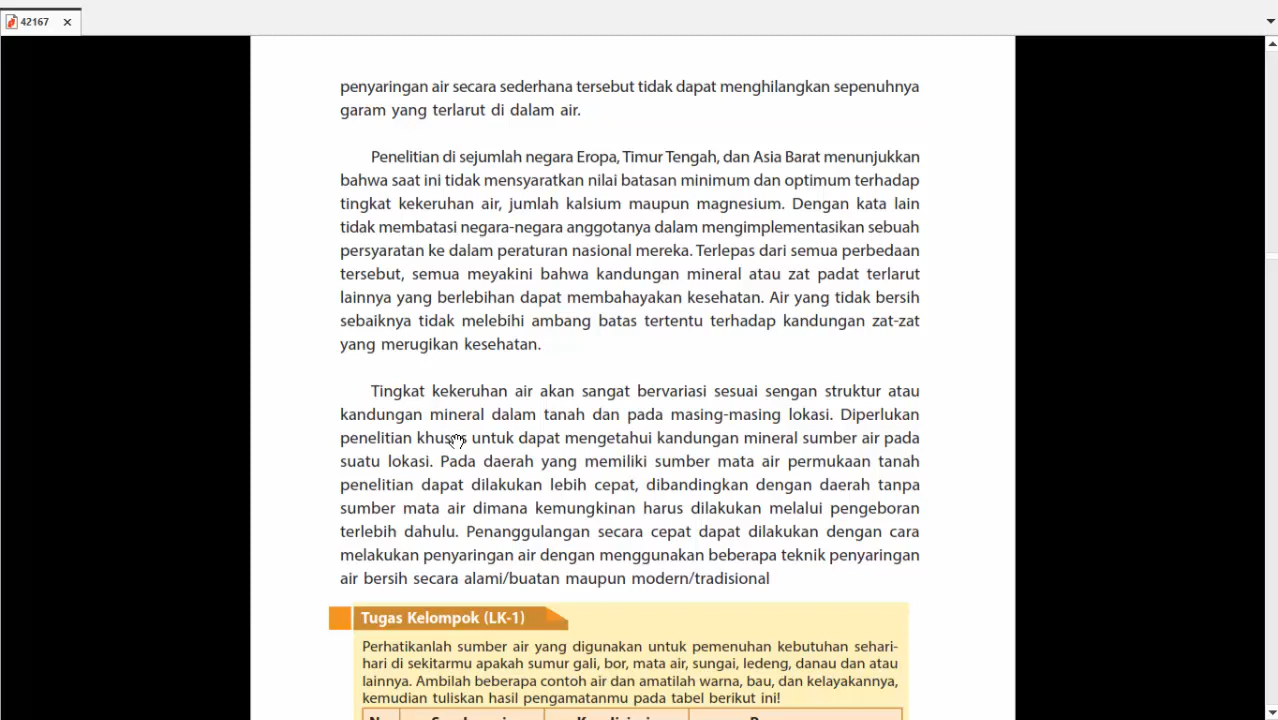 42167
penyaringan air secara sederhana tersebut tidak dapat menghilangkan sepenuhnya
garam yang terlarut di dalam air.
Penelitian di sejumlah negara Eropa, Timur Tengah, dan Asia Barat menunjukkan
bahwa saat ini tidak mensyaratkan nilai batasan minimum dan optimum terhadap
tingkat kekeruhan air, jumlah kalsium maupun magnesium. Dengan kata lain
tidak membatasi negara-negara anggotanya dalam mengimplementasikan sebuah
persyaratan ke dalam peraturan nasional mereka. Terlepas dari semua perbedaan
tersebut, semua meyakini bahwa kandungan mineral atau zat padat terlarut
lainnya yang berlebihan dapat membahayakan kesehatan. Air yang tidak bersih
sebaiknya tidak melebihi ambang batas tertentu terhadap kandungan zat-zat
yang merugikan kesehatan.
Tingkat kekeruhan air akan sangat bervariasi sesuai sengan struktur atau
kandungan mineral dalam tanah dan pada masing-masing lokasi. Diperlukan
penelitian khusus untuk dapat mengetahui kandungan mineral sumber air pada
suatu lokasi. Pada daerah yang memiliki sumber mata air permukaan tanah
penelitian dapat dilakukan lebih cepat, dibandingkan dengan daerah tanpa
sumber mata air dimana kemungkinan harus dilakukan melalui pengeboran
terlebih dahulu. Penanggulangan secara cepat dapat dilakukan dengan cara
melakukan penyaringan air dengan menggunakan beberapa teknik penyaringan
air bersih secara alami/buatan maupun modern/tradisional
Tugas Kelompok (LK-1)
Perhatikanlah sumber air yang digunakan untuk pemenuhan kebutuhan sehari-
hari di sekitarmu apakah sumur gali, bor, mata air, sungai, ledeng, danau dan atau
lainnya. Ambilah beberapa contoh air dan amatilah warna, bau, dan kelayakannya,
kemudian tuliskan hasil pengamatanmu pada tabel berikut ini!